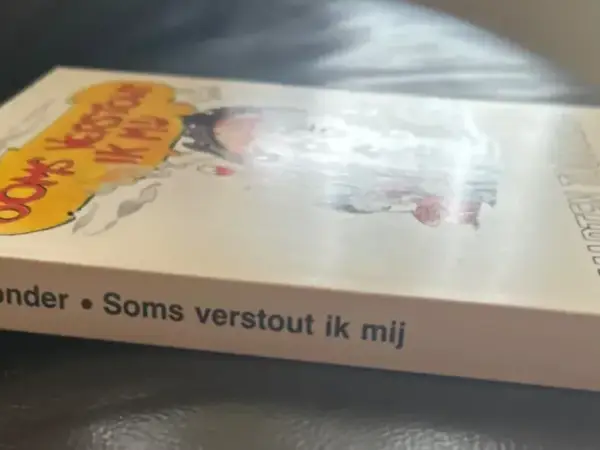 SOMS VERSTOUT
IK MIJ
onder • Soms verstout ik mij